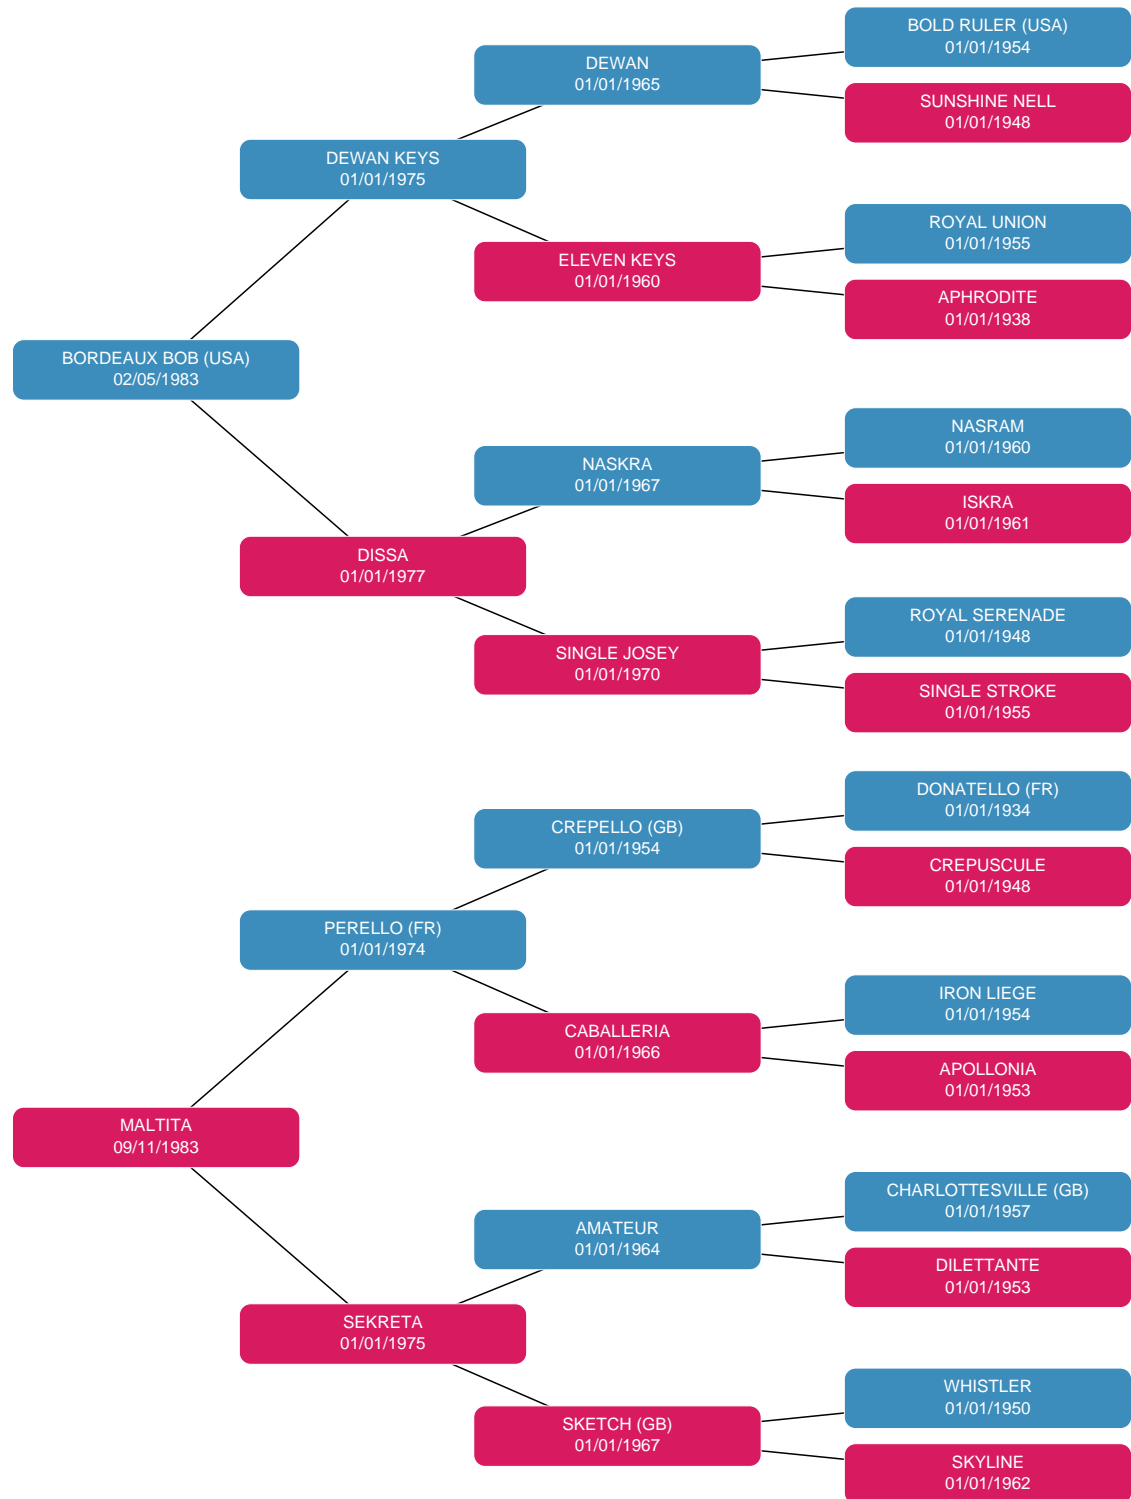 BOLD RULER (USA)
01/01/1954
DEWAN
01/01/1965
SUNSHINE NELL
01/01/1948
DEWAN KEYS
01/01/1975
ROYAL UNION
01/01/1955
ELEVEN KEYS
01/01/1960
APHRODITE
01/01/1938
BORDEAUX BOB (USA)
02/05/1983
NASRAM
01/01/1960
NASKRA
01/01/1967
ISKRA
01/01/1961
DISSA
01/01/1977
ROYAL SERENADE
01/01/1948
SINGLE JOSEY
01/01/1970
SINGLE STROKE
01/01/1955
DONATELLO (FR)
01/01/1934
CREPELLO (GB)
01/01/1954
CREPUSCULE
01/01/1948
PERELLO (FR)
01/01/1974
IRON LIEGE
01/01/1954
CABALLERIA
01/01/1966
APOLLONIA
01/01/1953
MALTITA
09/11/1983
CHARLOTTESVILLE (GB)
01/01/1957
AMATEUR
01/01/1964
DILETTANTE
01/01/1953
SEKRETA
01/01/1975
WHISTLER
01/01/1950
SKETCH (GB)
01/01/1967
SKYLINE
01/01/1962